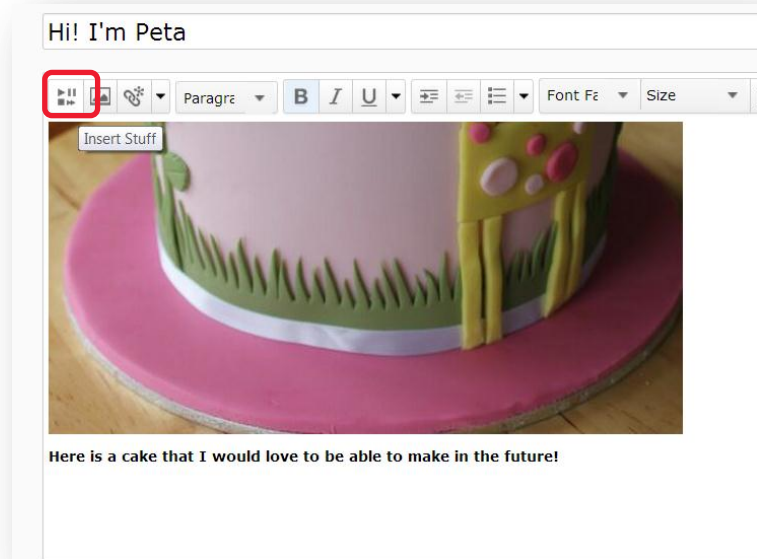 Hi! I'm Peta
Paragra B I U Font Fa Size
Insert Stuff
Here is a cake that I would love to be able to make in the future!